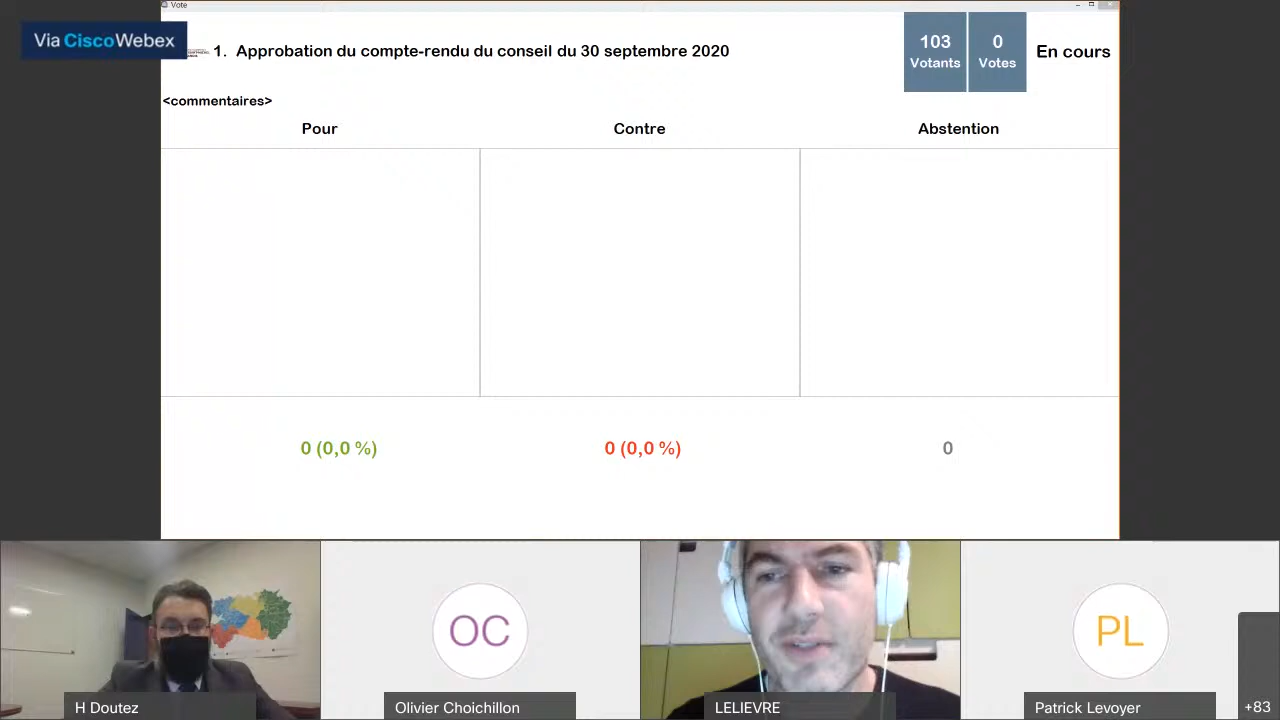 Vote
Via CiscoWebex
1. Approbation du compte-rendu du conseil du 30 septembre 2020
103
Votants
0
Votes
En cours
<commentaires>
Pour
Contre
Abstention
0 (0,0 %)
0 (0,0 %)
0
OC
PL
H Doutez
Olivier Choichillon
LELIEVRE
Patrick Levoyer
+83